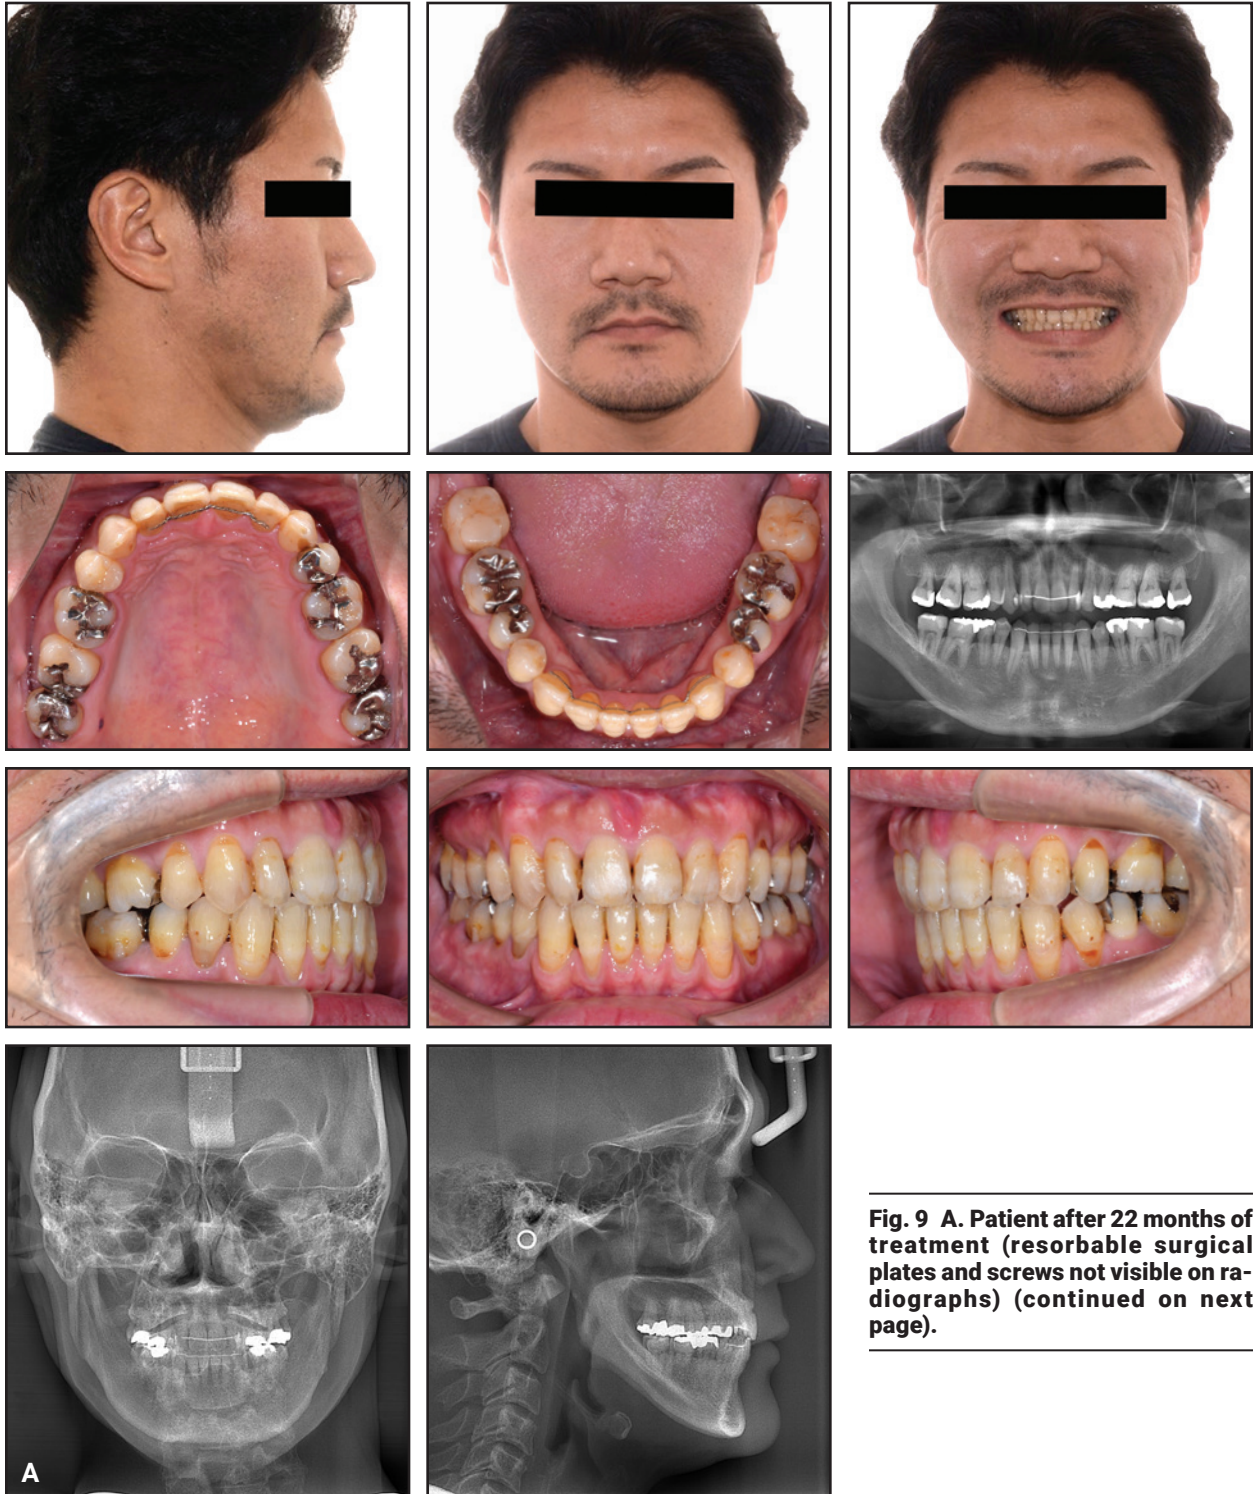 A
Fig. 9 A. Patient after 22 months of
treatment (resorbable surgical
plates and screws not visible on ra-
diographs) (continued on next
page).